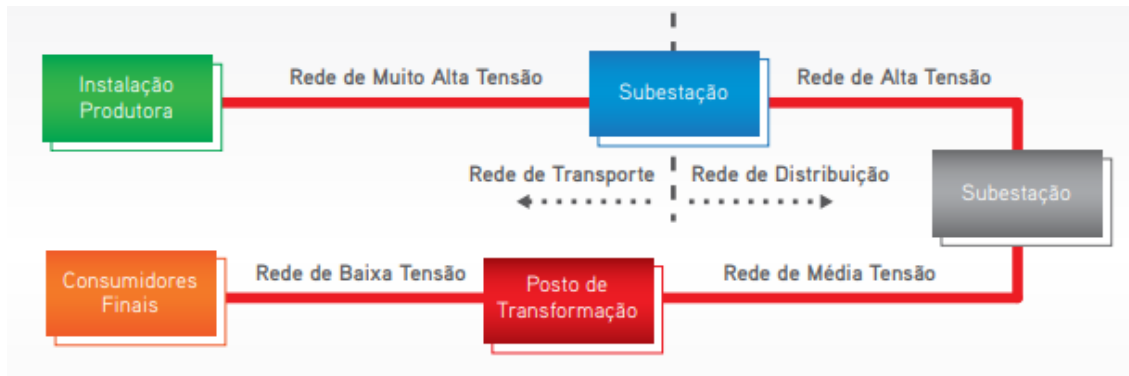 Instalação
Produtora
Rede de Muito Alta Tensão
Subestação
Rede de Alta Tensão
Rede de Transporte
Rede de Distribuição
Subestação
Consumidores
Finais
Rede de Baixa Tensão
Posto de
Transformação
Rede de Média Tensão